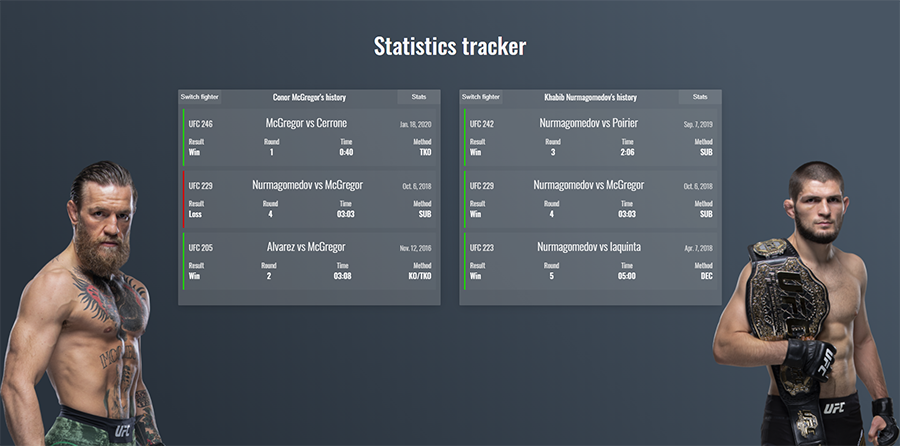 Statistics tracker
Switch fighter Conor McGregor's history Stats
UFC 246 McGregor vs Cerrone Jan. 18, 2020
Result Round Time Method
Win 1 0:40 TKO
UFC 229 Nurmagomedov vs McGregor Oct. 6, 2018
Result Round Time Method
Loss 4 03:03 SUB
UFC 205 Alvarez vs McGregor Nov. 12, 2016
Result Round Time Method
Win 2 03:08 KO/TKO
Switch fighter Khabib Nurmagomedov's history Stats
UFC 242 Nurmagomedov vs Poirier Sep. 7, 2019
Result Round Time Method
Win 3 2:06 SUB
UFC 229 Nurmagomedov vs McGregor Oct. 6, 2018
Result Round Time Method
Win 4 03:03 SUB
UFC 223 Nurmagomedov vs Iaquinta Apr. 7, 2018
Result Round Time Method
Win 5 05:00 DEC
UFC
UFC
UFC
UFC